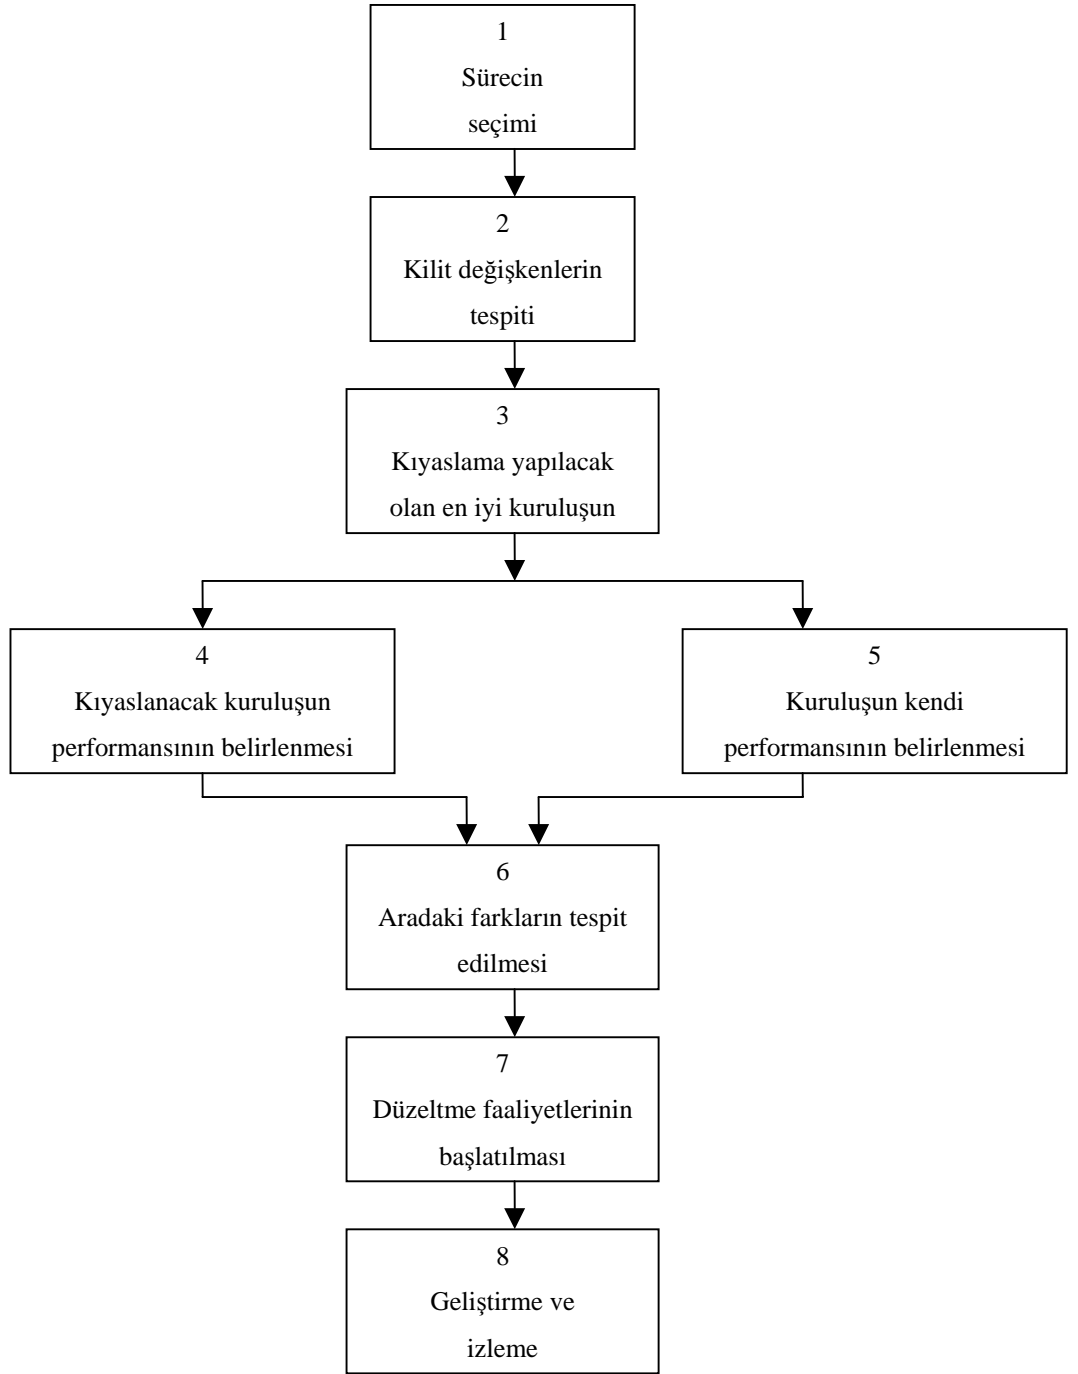 1
Sürecin
seçimi
2
Kilit değişkenlerin
tespiti
3
Kıyaslama yapılacak
olan en iyi kuruluşun
4
Kıyaslanacak kuruluşun
performansının belirlenmesi
5
Kuruluşun kendi
performansının belirlenmesi
6
Aradaki farkların tespit
edilmesi
7
Düzeltme faaliyetlerinin
başlatılması
8
Geliştirme ve
izleme